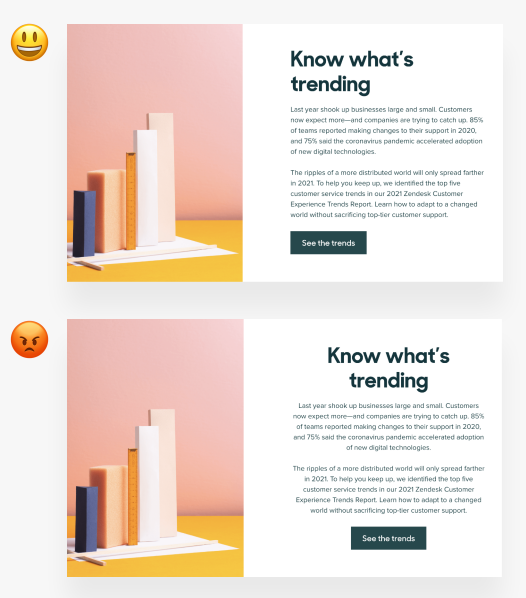 Know what's
trending
Last year shook up businesses large and small. Customers
now expect more—and companies are trying to catch up. 85%
of teams reported making changes to their support in 2020,
and 75% said the coronavirus pandemic accelerated adoption
of new digital technologies.
The ripples of a more distributed world will only spread farther
in 2021. To help you keep up, we identified the top five
customer service trends in our 2021 Zendesk Customer
Experience Trends Report. Learn how to adapt to a changed
world without sacrificing top-tier customer support.
See the trends
Know what's
trending
Last year shook up businesses large and small. Customers
now expect more—and companies are trying to catch up. 85%
of teams reported making changes to their support in 2020,
and 75% said the coronavirus pandemic accelerated adoption
of new digital technologies.
The ripples of a more distributed world will only spread farther
in 2021. To help you keep up, we identified the top five
customer service trends in our 2021 Zendesk Customer
Experience Trends Report. Learn how to adapt to a changed
world without sacrificing top-tier customer support.
See the trends